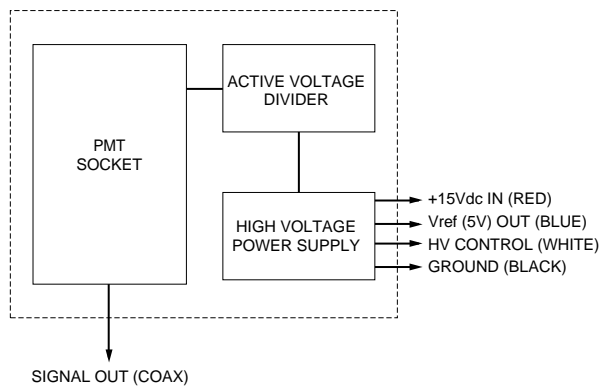 ACTIVE VOLTAGE
DIVIDER
PMT
SOCKET
HIGH VOLTAGE
POWER SUPPLY
+15Vdc IN (RED)
Vref (5V) OUT (BLUE)
HV CONTROL (WHITE)
GROUND (BLACK)
SIGNAL OUT (COAX)